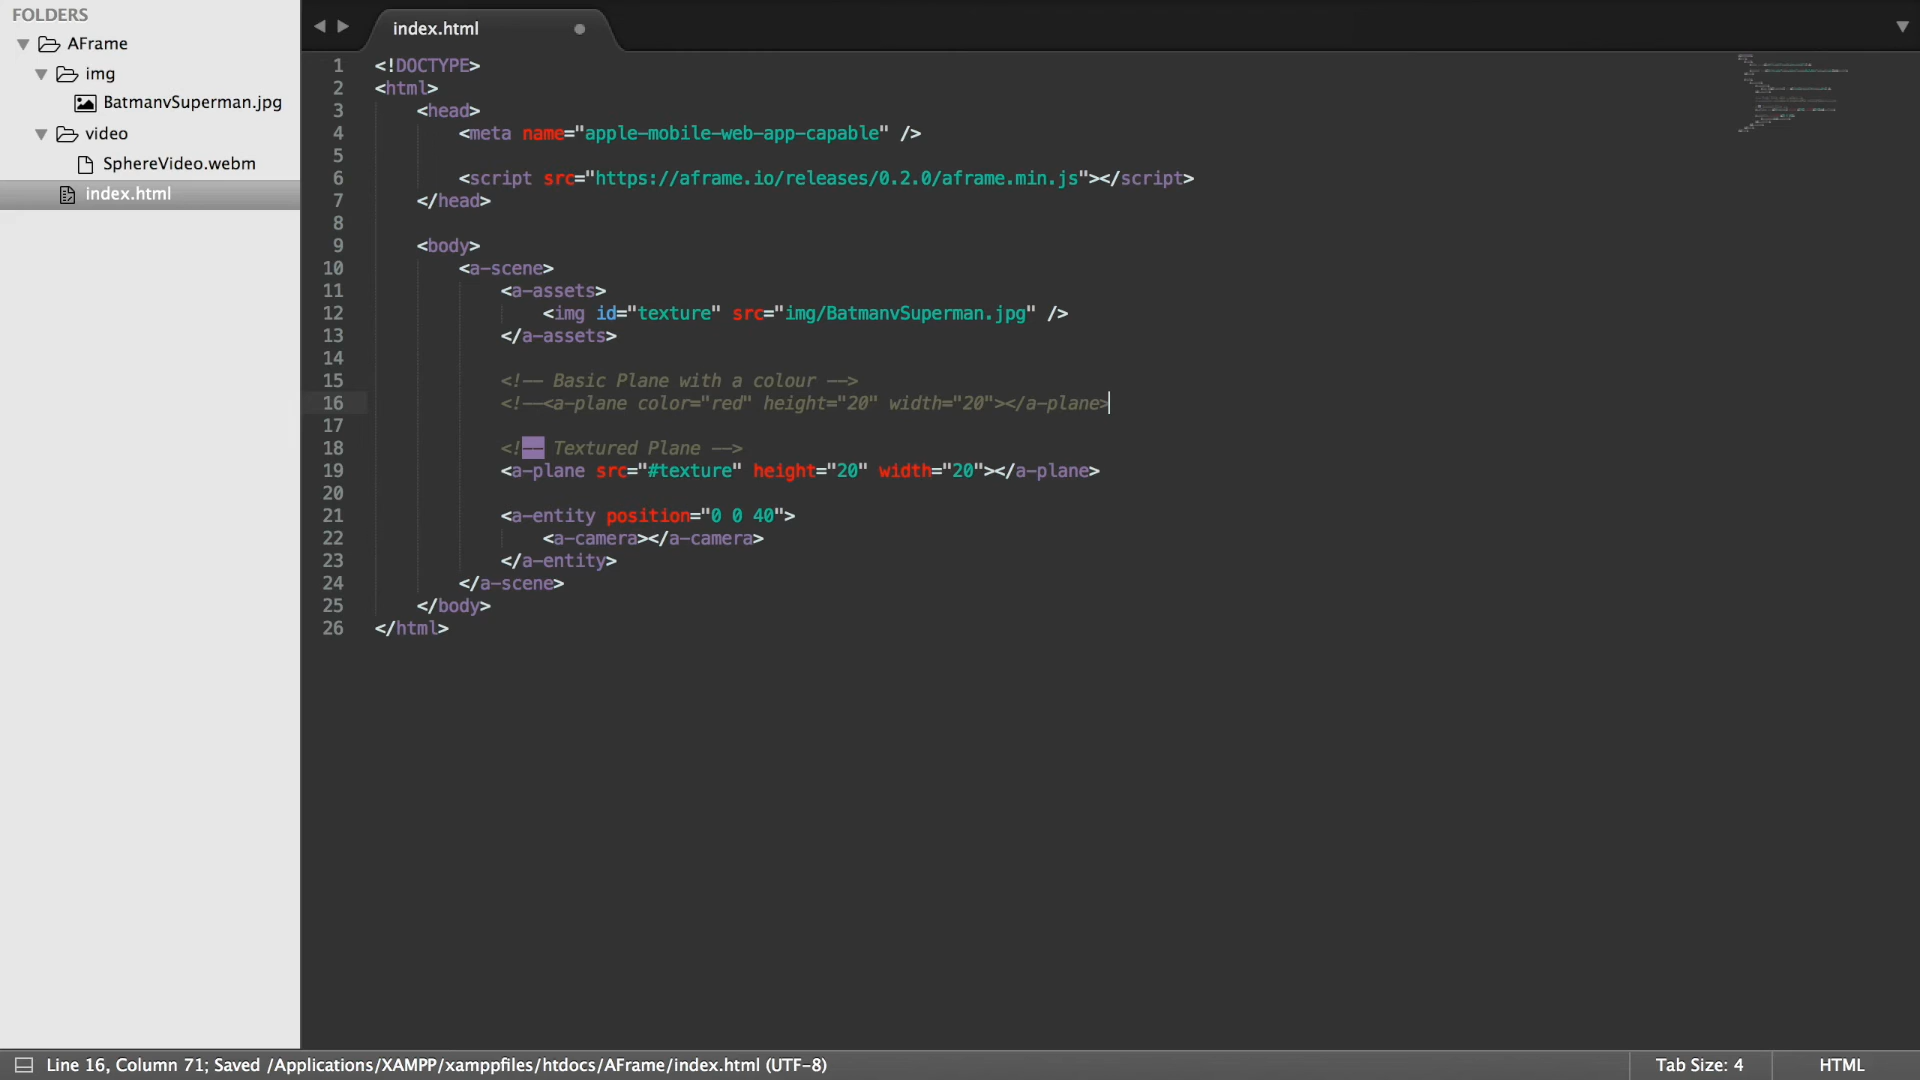 FOLDERS
AFrame
img
BatmanvSuperman.jpg
video
SphereVideo.webm
index.html
index.html
1 <!DOCTYPE>
2 <html>
3 <head>
4 <meta name="apple-mobile-web-app-capable" />
5
6 <script src="https://aframe.io/releases/0.2.0/aframe.min.js"></script>
7 </head>
8
9 <body>
10 <a-scene>
11 <a-assets>
12 <img id="texture" src="img/BatmanvSuperman.jpg" />
13 </a-assets>
14
15 <!-- Basic Plane with a colour -->
16 <!--<a-plane color="red" height="20" width="20"></a-plane>
17
18 <!-- Textured Plane -->
19 <a-plane src="#texture" height="20" width="20"></a-plane>
20
21 <a-entity position="0 0 40">
22 <a-camera></a-camera>
23 </a-entity>
24 </a-scene>
25 </body>
26 </html>
Line 16, Column 71; Saved /Applications/XAMPP/xamppfiles/htdocs/AFrame/index.html (UTF-8)
Tab Size: 4
HTML